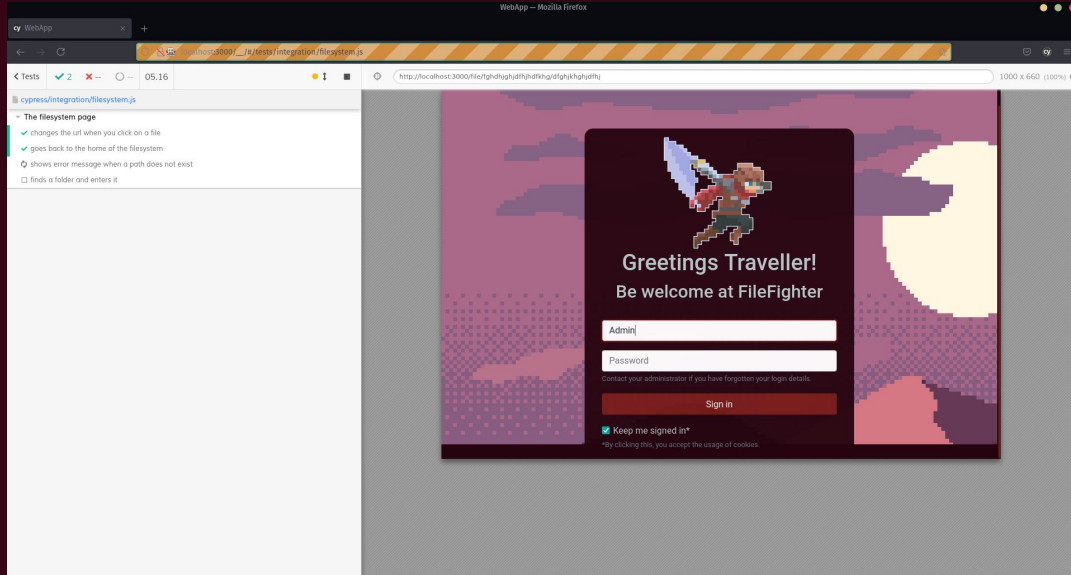 WebApp — Mozilla Firefox
cy WebApp
localhost:3000/__/#/tests/integration/filesystem.js
cy
Tests 2 -- -- 05.16 1
http://localhost:3000/file/fghdhjghjdfhjhdfkhg/dfghjkhghjdfhj
1000 x 660 (100%)
cypress/integration/filesystem.js
The filesystem page
changes the url when you click on a file
goes back to the home of the filesystem
shows error message when a path does not exist
finds a folder and enters it
Greetings Traveller!
Be welcome at FileFighter
Admin
Password
Contact your administrator if you have forgotten your login details.
Sign in
Keep me signed in*
*By clicking this, you accept the usage of cookies.